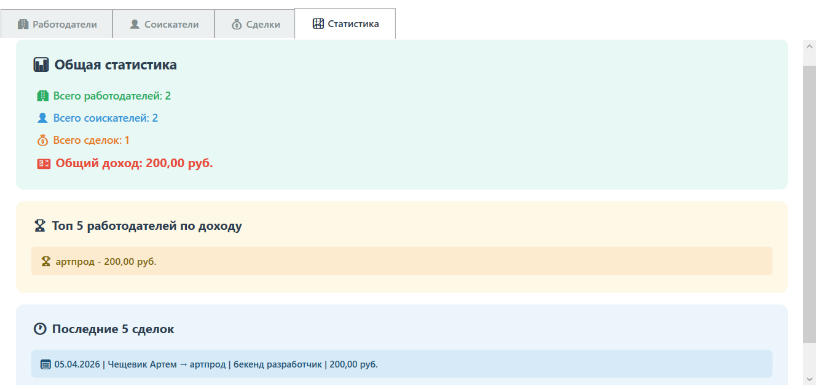 Работодатели
Соискатели
Сделки
Статистика
Общая статистика
Всего работодателей: 2
Всего соискателей: 2
Всего сделок: 1
Общий доход: 200,00 руб.
Топ 5 работодателей по доходу
артпрод - 200,00 руб.
Последние 5 сделок
05.04.2026 | Чещевик Артем → артпрод | бекенд разработчик | 200,00 руб.